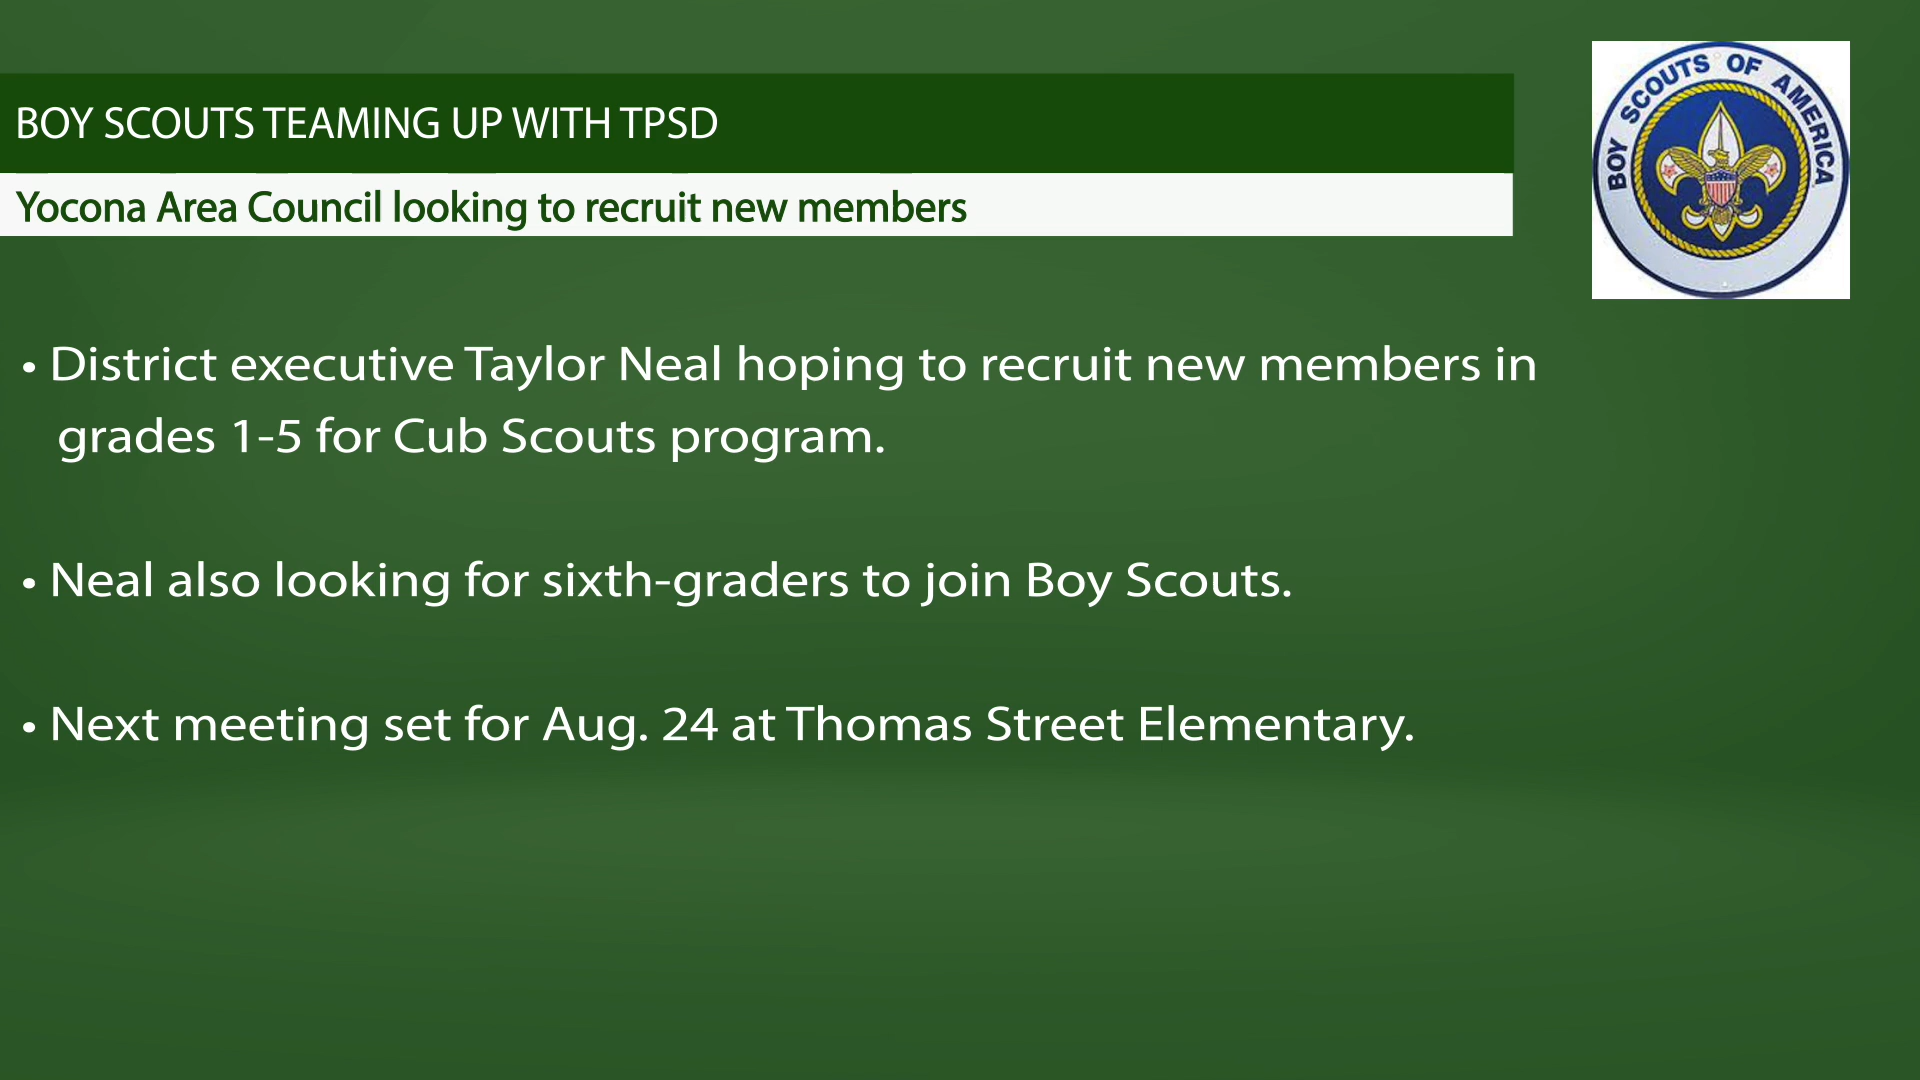 BOY SCOUTS TEAMING UP WITH TPSD
Yocona Area Council looking to recruit new members
BOY SCOUTS OF AMERICA
• District executive Taylor Neal hoping to recruit new members in
grades 1-5 for Cub Scouts program.
• Neal also looking for sixth-graders to join Boy Scouts.
• Next meeting set for Aug. 24 at Thomas Street Elementary.